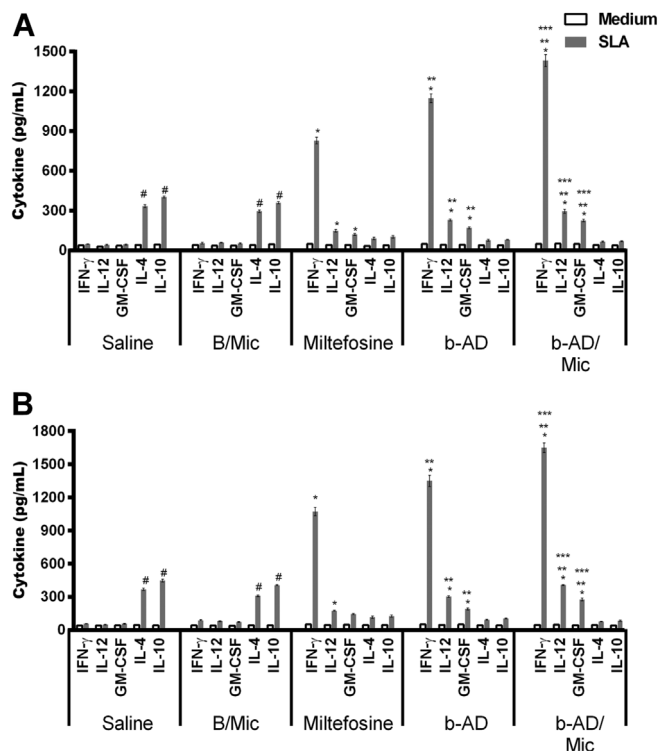 A
Medium
SLA
Cytokine (pg/mL)
1500
1200
900
600
300
0
# # # # * * * ** * ** * ** * *** ** * *** ** * *** ** *
IFN-γ IL-12 GM-CSF IL-4 IL-10 IFN-γ IL-12 GM-CSF IL-4 IL-10 IFN-γ IL-12 GM-CSF IL-4 IL-10 IFN-γ IL-12 GM-CSF IL-4 IL-10 IFN-γ IL-12 GM-CSF IL-4 IL-10
Saline B/Mic Miltefosine b-AD b-AD/
Mic
B
Cytokine (pg/mL)
1800
1500
1200
900
600
300
0
# # # # * * ** * ** * ** * *** ** * *** ** * *** ** *
IFN-γ IL-12 GM-CSF IL-4 IL-10 IFN-γ IL-12 GM-CSF IL-4 IL-10 IFN-γ IL-12 GM-CSF IL-4 IL-10 IFN-γ IL-12 GM-CSF IL-4 IL-10 IFN-γ IL-12 GM-CSF IL-4 IL-10
Saline B/Mic Miltefosine b-AD b-AD/
Mic